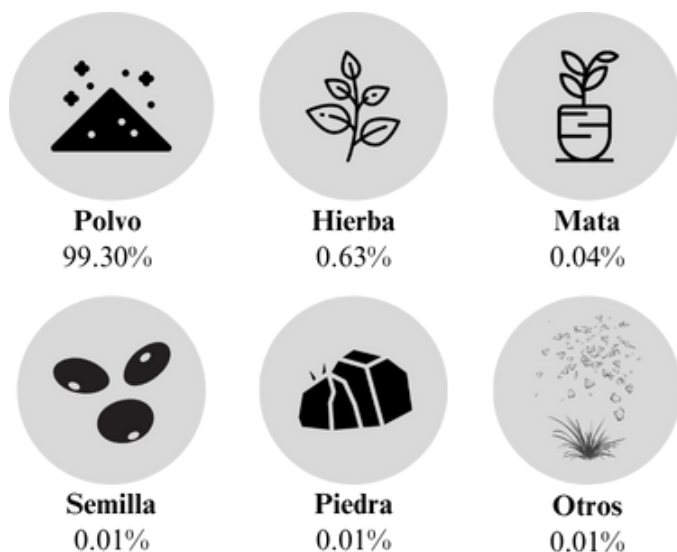 Polvo
99.30%
Hierba
0.63%
Mata
0.04%
Semilla
0.01%
Piedra
0.01%
Otros
0.01%